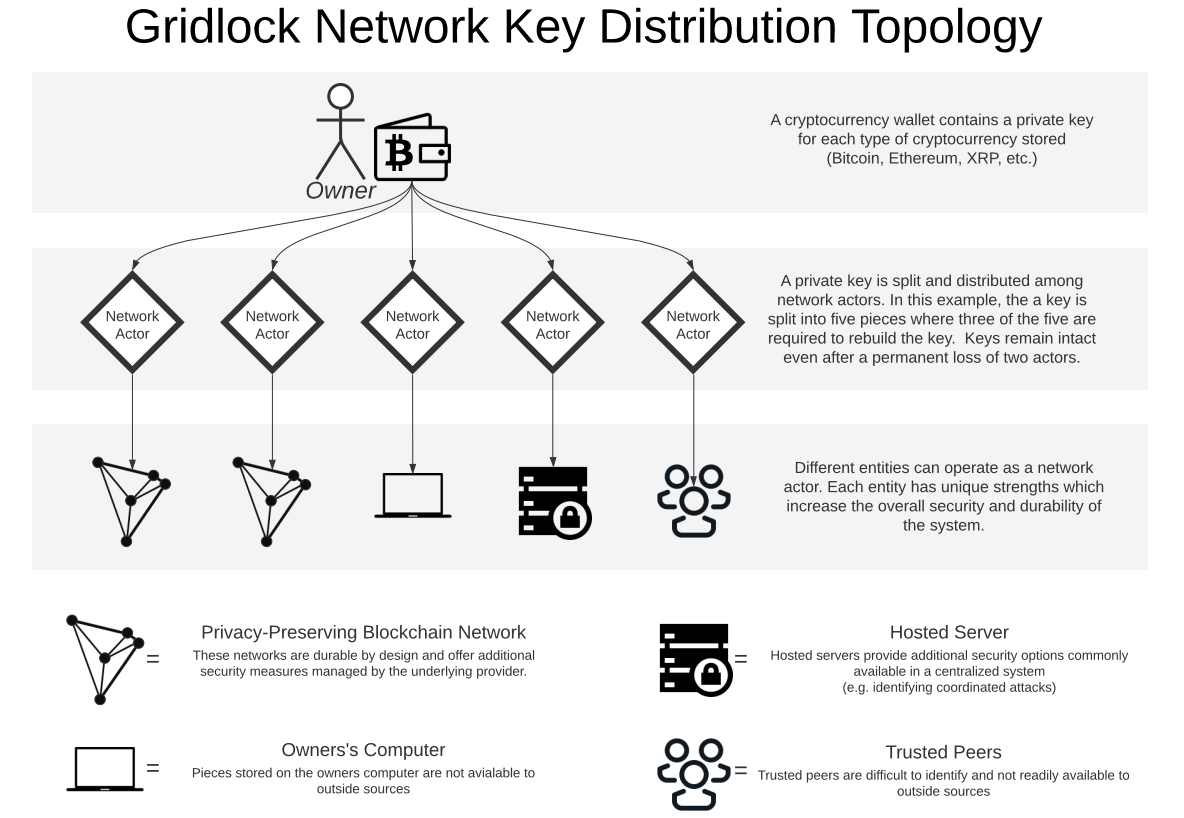 Gridlock Network Key Distribution Topology
Owner
A cryptocurrency wallet contains a private key
for each type of cryptocurrency stored
(Bitcoin, Ethereum, XRP, etc.)
Network
Actor
Network
Actor
Network
Actor
Network
Actor
Network
Actor
A private key is split and distributed among
network actors. In this example, the a key is
split into five pieces where three of the five are
required to rebuild the key.  Keys remain intact
even after a permanent loss of two actors.
Different entities can operate as a network
actor. Each entity has unique strengths which
increase the overall security and durability of
the system.
=
Privacy-Preserving Blockchain Network
These networks are durable by design and offer additional
security measures managed by the underlying provider.
=
Hosted Server
Hosted servers provide additional security options commonly
available in a centralized system
(e.g. identifying coordinated attacks)
=
Owners's Computer
Pieces stored on the owners computer are not avialable to
outside sources
=
Trusted Peers
Trusted peers are difficult to identify and not readily available to
outside sources